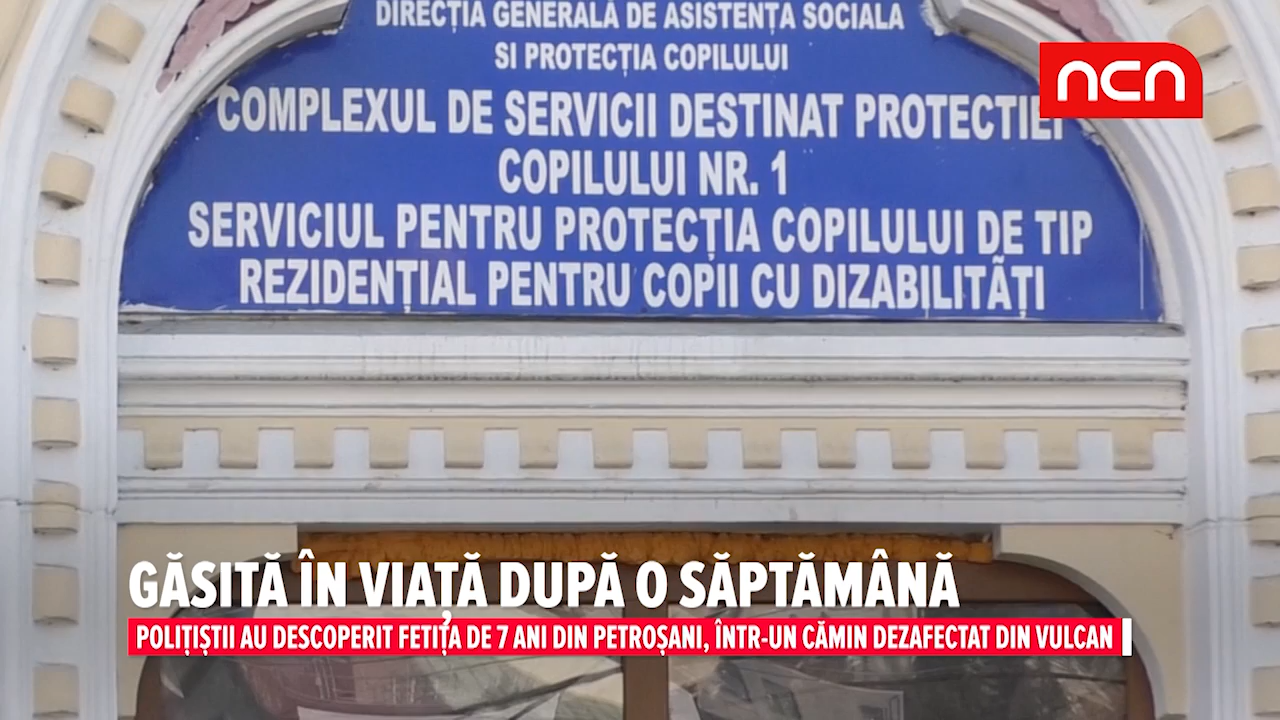 DIRECȚIA GENERALĂ DE ASISTENȚA SOCIALA
SI PROTECȚIA COPILULUI
ncn
COMPLEXUL DE SERVICII DESTINAT PROTECTIEI
COPILULUI NR. 1
SERVICIUL PENTRU PROTECȚIA COPILULUI DE TIP
REZIDENȚIAL PENTRU COPII CU DIZABILITÃȚI
GĂSITĂ ÎN VIAȚĂ DUPĂ O SĂPTĂMÂNĂ
POLIȚIȘTII AU DESCOPERIT FETIȚA DE 7 ANI DIN PETROȘANI, ÎNTR-UN CĂMIN DEZAFECTAT DIN VULCAN